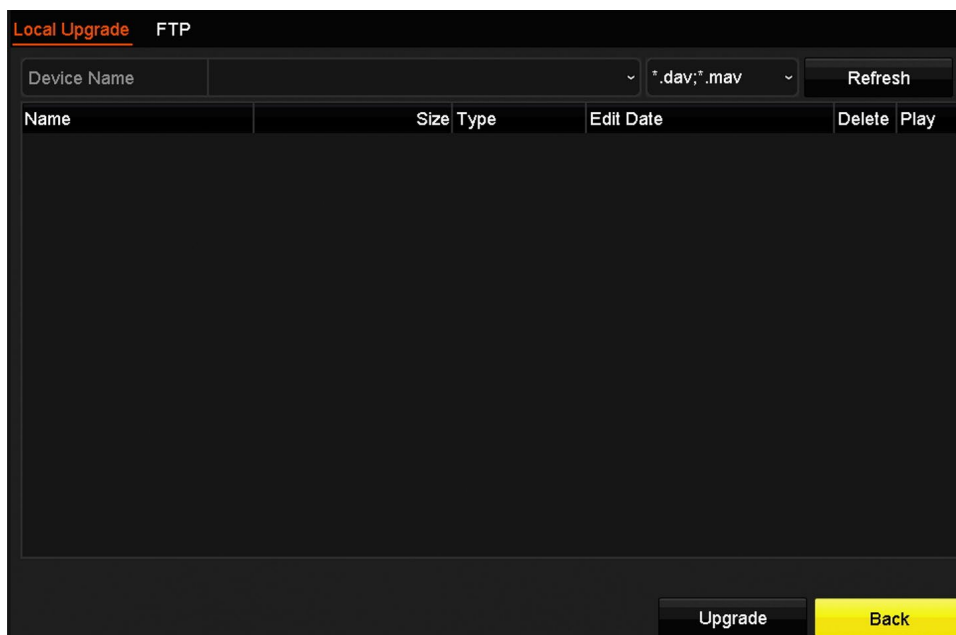 Local Upgrade FTP
Device Name *.dav;*.mav Refresh
Name Size Type Edit Date Delete Play
Upgrade Back